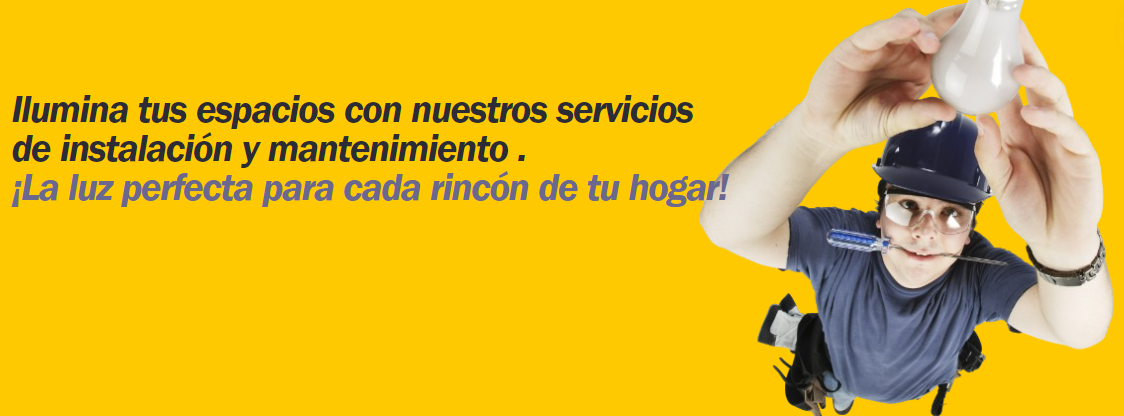 Ilumina tus espacios con nuestros servicios
de instalación y mantenimiento .
¡La luz perfecta para cada rincón de tu hogar!